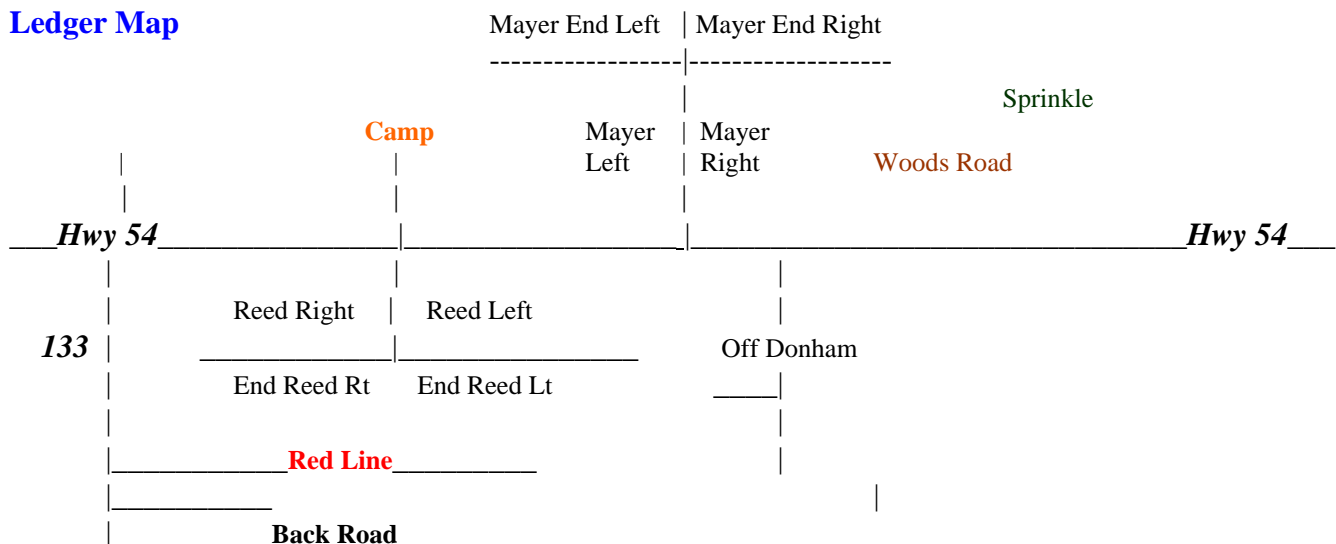 Ledger Map
Mayer End Left | Mayer End Right
Sprinkle
Camp Mayer | Mayer
Left | Right Woods Road
Hwy 54 Hwy 54
Reed Right | Reed Left
133 Off Donham
End Reed Rt End Reed Lt
Red Line
Back Road